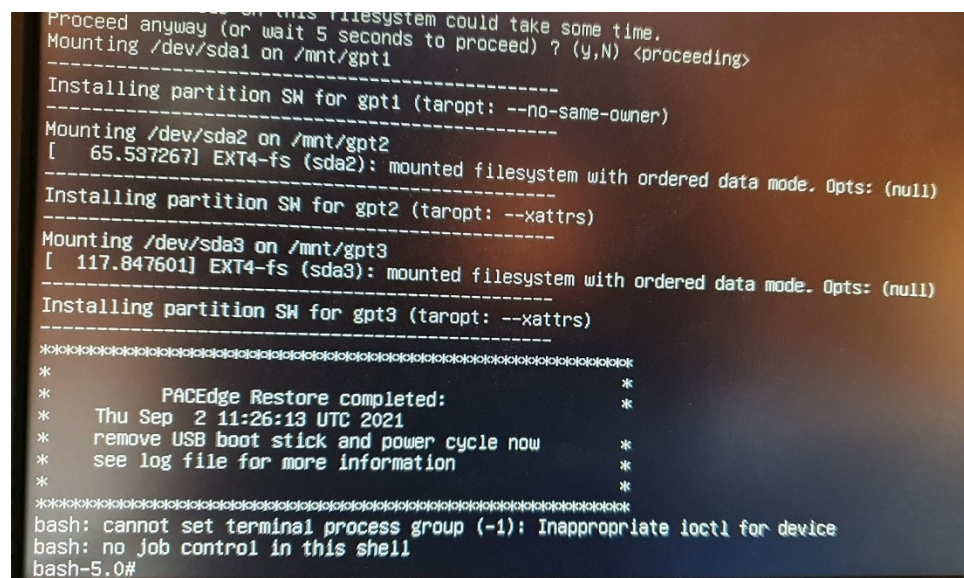 this filesystem could take some time.
Proceed anyway (or wait 5 seconds to proceed) ? (y,N) <proceeding>
Mounting /dev/sda1 on /mnt/gpt1
------------------------------------------------------
Installing partition SW for gpt1 (taropt: --no-same-owner)
------------------------------------------------------
Mounting /dev/sda2 on /mnt/gpt2
[   65.537267] EXT4-fs (sda2): mounted filesystem with ordered data mode. Opts: (null)
------------------------------------------------------
Installing partition SW for gpt2 (taropt: --xattrs)
------------------------------------------------------
Mounting /dev/sda3 on /mnt/gpt3
[  117.847601] EXT4-fs (sda3): mounted filesystem with ordered data mode. Opts: (null)
------------------------------------------------------
Installing partition SW for gpt3 (taropt: --xattrs)
------------------------------------------------------
****************************************************************
*                                                              *
*             PACEdge Restore completed:                       *
*     Thu Sep  2 11:26:13 UTC 2021
*     remove USB boot stick and power cycle now                *
*     see log file for more information                        *
*                                                              *
****************************************************************
bash: cannot set terminal process group (-1): Inappropriate ioctl for device
bash: no job control in this shell
bash-5.0#